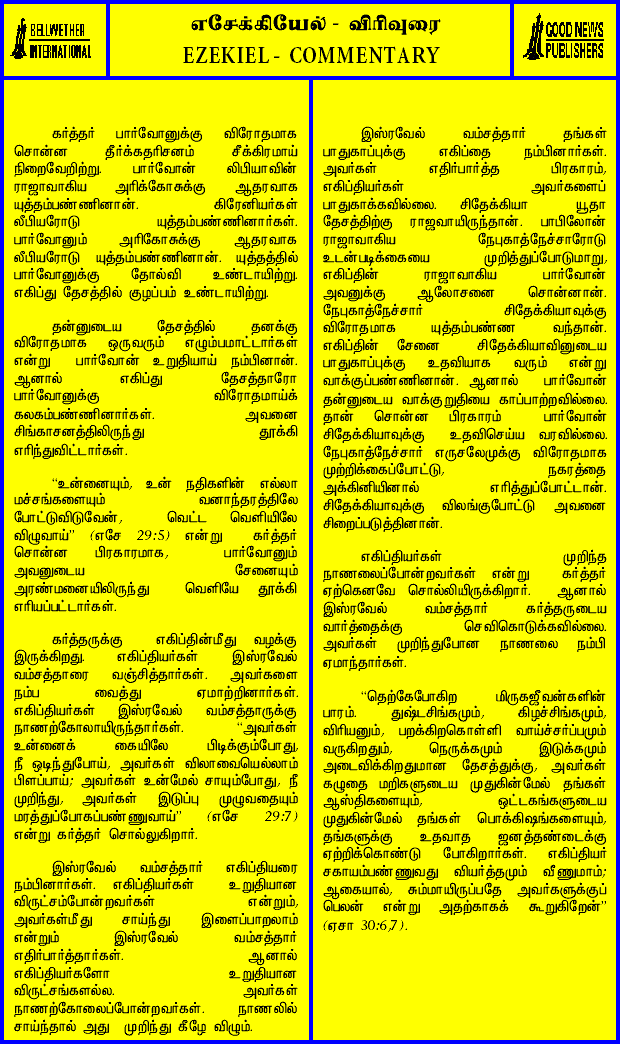 BELLWETHER
INTERNATIONAL
எசேக்கியேல் - விரிவுரை
EZEKIEL - COMMENTARY
GOOD NEWS
PUBLISHERS
கர்த்தர் பார்வோனுக்கு விரோதமாக
சொன்ன தீர்க்கதரிசனம் சீக்கிரமாய்
நிறைவேறிற்று. பார்வோன் லிபியாவின்
ராஜாவாகிய அரிக்கோசுக்கு ஆதரவாக
யுத்தம்பண்ணினான். கிரேனியர்கள்
லீபியரோடு யுத்தம்பண்ணினார்கள்.
பார்வோனும் அரிகோசுக்கு ஆதரவாக
லீபியரோடு யுத்தம்பண்ணினான். யுத்தத்தில்
பார்வோனுக்கு தோல்வி உண்டாயிற்று.
எகிப்து தேசத்தில் குழப்பம் உண்டாயிற்று.
தன்னுடைய தேசத்தில் தனக்கு
விரோதமாக ஒருவரும் எழும்பமாட்டார்கள்
என்று பார்வோன் உறுதியாய் நம்பினான்.
ஆனால் எகிப்து தேசத்தாரோ
பார்வோனுக்கு விரோதமாய்க்
கலகம்பண்ணினார்கள். அவனை
சிங்காசனத்திலிருந்து தூக்கி
எரிந்துவிட்டார்கள்.
“உன்னையும், உன் நதிகளின் எல்லா
மச்சங்களையும் வனாந்தரத்திலே
போட்டுவிடுவேன், வெட்ட வெளியிலே
விழுவாய்” (எசே 29:5) என்று கர்த்தர்
சொன்ன பிரகாரமாக, பார்வோனும்
அவனுடைய சேனையும்
அரண்மனையிலிருந்து வெளியே தூக்கி
எரியப்பட்டார்கள்.
கர்த்தருக்கு எகிப்தின்மீது வழக்கு
இருக்கிறது. எகிப்தியர்கள் இஸ்ரவேல்
வம்சத்தாரை வஞ்சித்தார்கள். அவர்களை
நம்ப வைத்து ஏமாற்றினார்கள்.
எகிப்தியர்கள் இஸ்ரவேல் வம்சத்தாருக்கு
நாணற்கோலாயிருந்தார்கள். “அவர்கள்
உன்னைக் கையிலே பிடிக்கும்போது,
நீ ஒடிந்துபோய், அவர்கள் விலாவையெல்லாம்
பிளப்பாய்; அவர்கள் உன்மேல் சாயும்போது, நீ
முறிந்து, அவர்கள் இடுப்பு முழுவதையும்
மரத்துப்போகப்பண்ணுவாய்” (எசே 29:7)
என்று கர்த்தர் சொல்லுகிறார்.
இஸ்ரவேல் வம்சத்தார் எகிப்தியரை
நம்பினார்கள். எகிப்தியர்கள் உறுதியான
விருட்சம்போன்றவர்கள் என்றும்,
அவர்கள்மீது சாய்ந்து இளைப்பாறலாம்
என்றும் இஸ்ரவேல் வம்சத்தார்
எதிர்பார்த்தார்கள். ஆனால்
எகிப்தியர்களோ உறுதியான
விருட்சங்களல்ல. அவர்கள்
நாணற்கோலைப்போன்றவர்கள். நாணலில்
சாய்ந்தால் அது முறிந்து கீழே விழும்.
இஸ்ரவேல் வம்சத்தார் தங்கள்
பாதுகாப்புக்கு எகிப்தை நம்பினார்கள்.
அவர்கள் எதிர்பார்த்த பிரகாரம்,
எகிப்தியர்கள் அவர்களைப்
பாதுகாக்கவில்லை. சிதேக்கியா யூதா
தேசத்திற்கு ராஜவாயிருந்தான். பாபிலோன்
ராஜாவாகிய நேபுகாத்நேச்சாரோடு
உடன்படிக்கையை முறித்துப்போடுமாறு,
எகிப்தின் ராஜாவாகிய பார்வோன்
அவனுக்கு ஆலோசனை சொன்னான்.
நேபுகாத்நேச்சார் சிதேக்கியாவுக்கு
விரோதமாக யுத்தம்பண்ண வந்தான்.
எகிப்தின் சேனை சிதேக்கியாவினுடைய
பாதுகாப்புக்கு உதவியாக வரும் என்று
வாக்குப்பண்ணினான். ஆனால் பார்வோன்
தன்னுடைய வாக்குறுதியை காப்பாற்றவில்லை.
தான் சொன்ன பிரகாரம் பார்வோன்
சிதேக்கியாவுக்கு உதவிசெய்ய வரவில்லை.
நேபுகாத்நேச்சார் எருசலேமுக்கு விரோதமாக
முற்றிக்கைப்போட்டு, நகரத்தை
அக்கினியினால் எரித்துப்போட்டான்.
சிதேக்கியாவுக்கு விலங்குபோட்டு அவனை
சிறைப்படுத்தினான்.
எகிப்தியர்கள் முறிந்த
நாணலைப்போன்றவர்கள் என்று கர்த்தர்
ஏற்கெனவே சொல்லியிருக்கிறார். ஆனால்
இஸ்ரவேல் வம்சத்தார் கர்த்தருடைய
வார்த்தைக்கு செவிகொடுக்கவில்லை.
அவர்கள் முறிந்துபோன நாணலை நம்பி
ஏமாந்தார்கள்.
“தெற்கேபோகிற மிருகஜீவன்களின்
பாரம். துஷ்டசிங்கமும், கிழச்சிங்கமும்,
விரியனும், பறக்கிறகொள்ளி வாய்ச்சர்ப்பமும்
வருகிறதும், நெருக்கமும் இடுக்கமும்
அடைவிக்கிறதுமான தேசத்துக்கு, அவர்கள்
கழுதை மறிகளுடைய முதுகின்மேல் தங்கள்
ஆஸ்திகளையும், ஒட்டகங்களுடைய
முதுகின்மேல் தங்கள் பொக்கிஷங்களையும்,
தங்களுக்கு உதவாத ஜனத்தண்டைக்கு
ஏற்றிக்கொண்டு போகிறார்கள். எகிப்தியர்
சகாயம்பண்ணுவது வியர்த்தமும் வீணுமாம்;
ஆகையால், சும்மாயிருப்பதே அவர்களுக்குப்
பெலன் என்று அதற்காகக் கூறுகிறேன்”
(ஏசா 30:6,7).